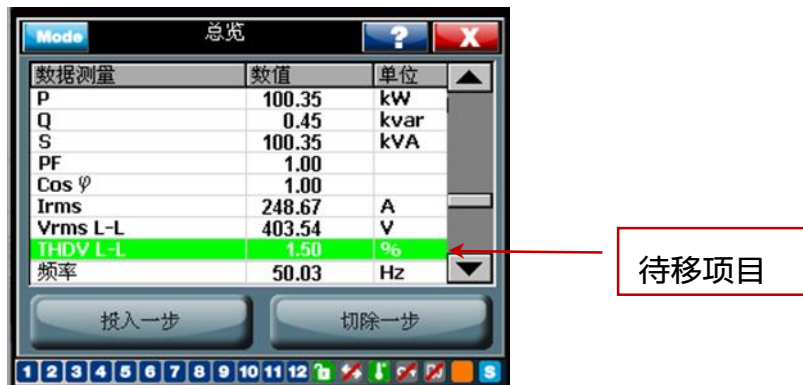 Mode 总览 ? X
数据测量 数值 单位
P 100.35 kW
Q 0.45 kvar
S 100.35 kVA
PF 1.00
Cos φ 1.00
Irms 248.67 A
Vrms L-L 403.54 V
THDV L-L 1.50 %
频率 50.03 Hz
待移项目
投入一步 切除一步
1 2 3 4 5 6 7 8 9 10 11 12 S